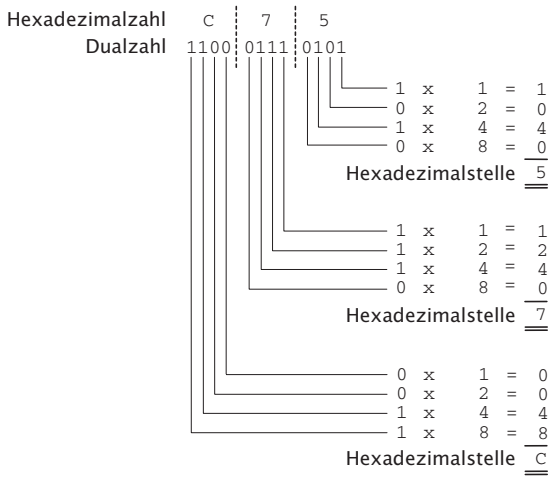 Hexadezimalzahl C 7 5
Dualzahl 1100 0111 0101
1 x 1 = 1
0 x 2 = 0
1 x 4 = 4
0 x 8 = 0
Hexadezimalstelle 5
1 x 1 = 1
1 x 2 = 2
1 x 4 = 4
0 x 8 = 0
Hexadezimalstelle 7
0 x 1 = 0
0 x 2 = 0
1 x 4 = 4
1 x 8 = 8
Hexadezimalstelle C